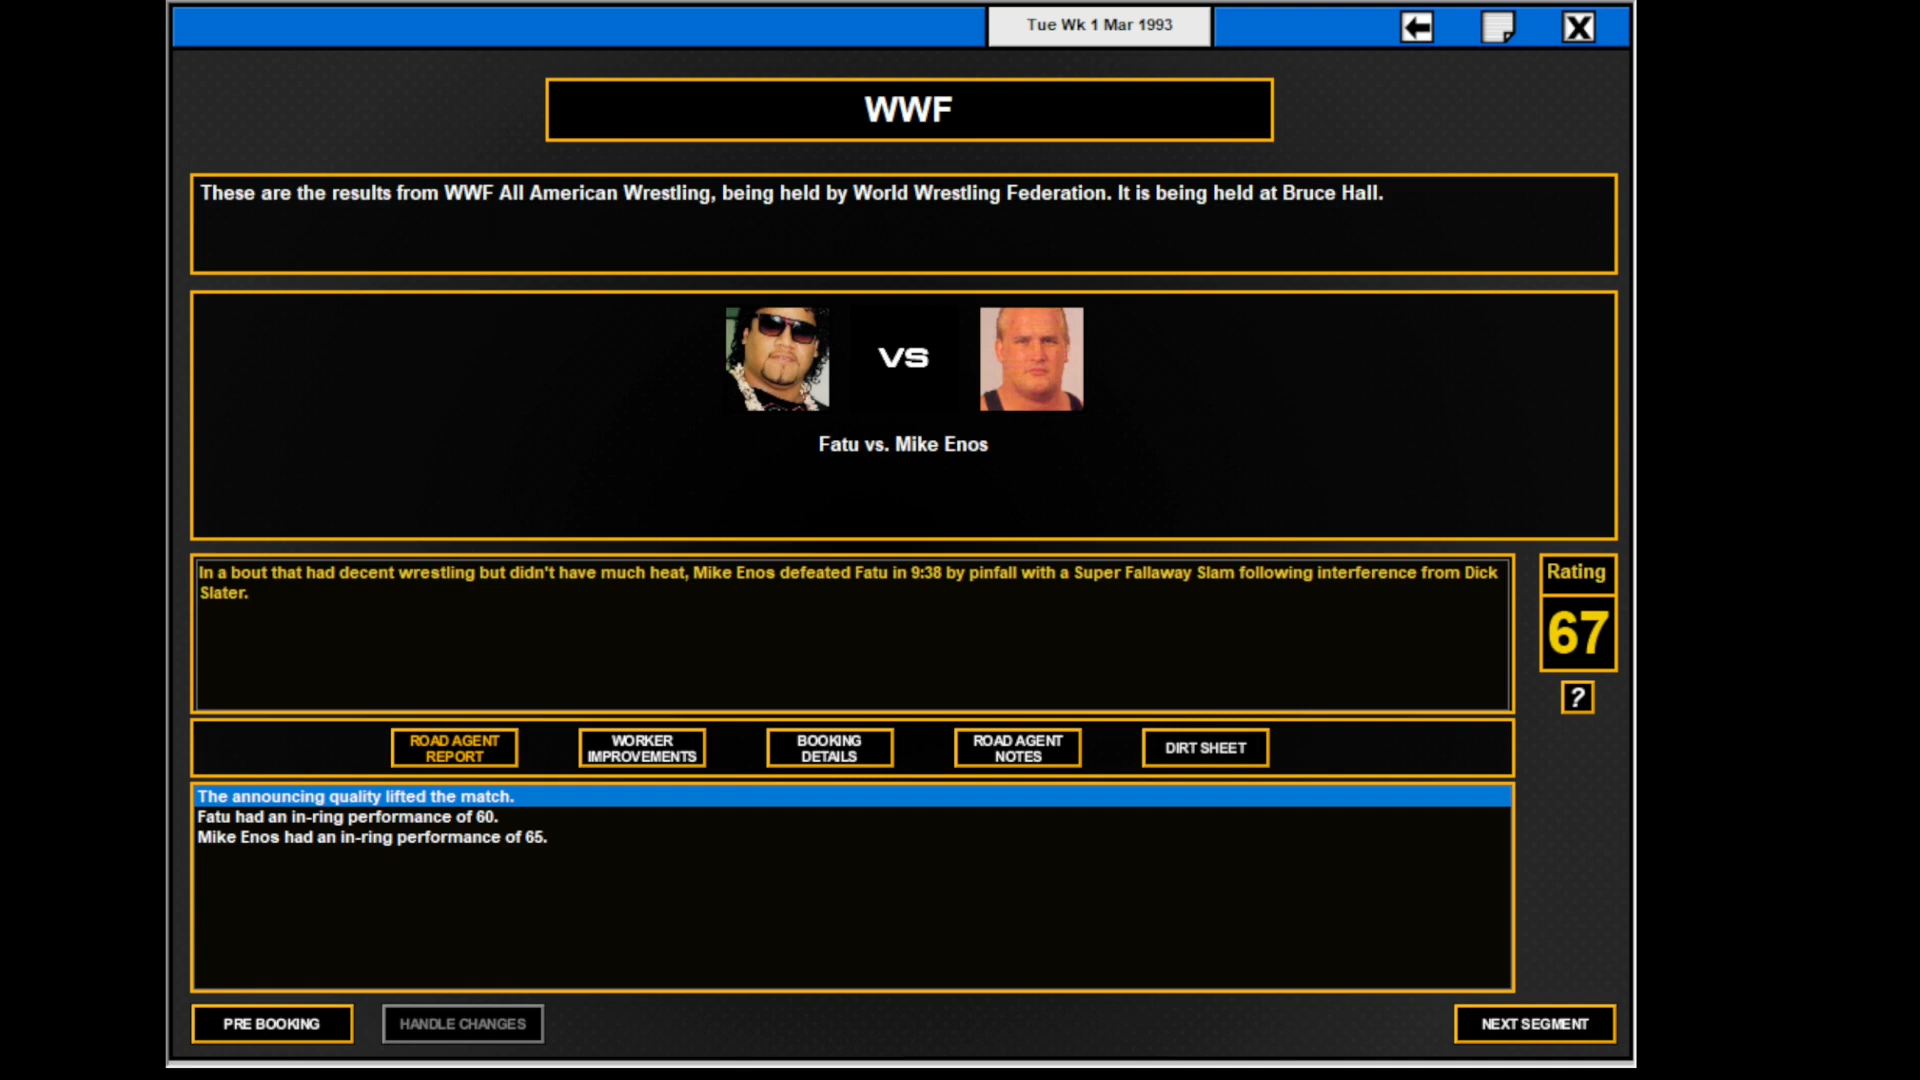 Tue Wk 1 Mar 1993
WWF
These are the results from WWF All American Wrestling, being held by World Wrestling Federation. It is being held at Bruce Hall.
VS
Fatu vs. Mike Enos
In a bout that had decent wrestling but didn't have much heat, Mike Enos defeated Fatu in 9:38 by pinfall with a Super Fallaway Slam following interference from Dick
Slater.
Rating
67
?
ROAD AGENT
REPORT
WORKER
IMPROVEMENTS
BOOKING
DETAILS
ROAD AGENT
NOTES
DIRT SHEET
The announcing quality lifted the match.
Fatu had an in-ring performance of 60.
Mike Enos had an in-ring performance of 65.
PRE BOOKING
HANDLE CHANGES
NEXT SEGMENT